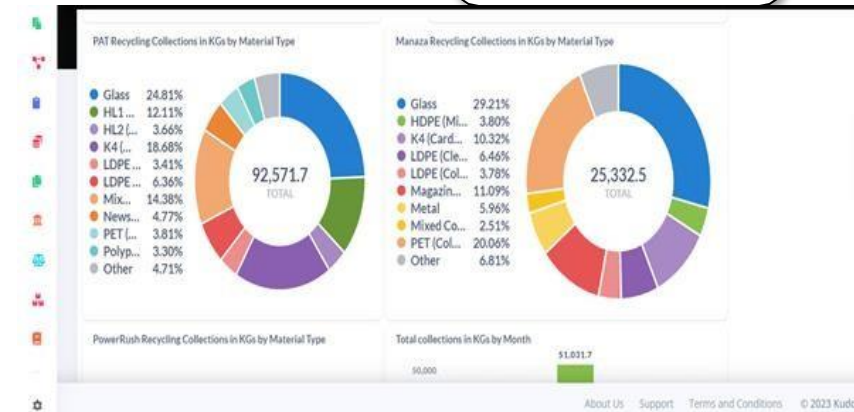 PAT Recycling Collections in KGs by Material Type
Glass 24.81%
HL1 ... 12.11%
HL2 (... 3.66%
K4 (... 18.68%
LDPE ... 3.41%
LDPE ... 6.36%
Mix... 14.38%
News... 4.77%
PET (... 3.81%
Polyp... 3.30%
Other 4.71%
92,571.7
TOTAL
Manaza Recycling Collections in KGs by Material Type
Glass 29.21%
HDPE (Mi... 3.80%
K4 (Card... 10.32%
LDPE (Cle... 6.46%
LDPE (Col... 3.78%
Magazin... 11.09%
Metal 5.96%
Mixed Co... 2.51%
PET (Col... 20.06%
Other 6.81%
25,332.5
TOTAL
PowerRush Recycling Collections in KGs by Material Type
Total collections in KGs by Month
51,031.7
50,000
About Us Support Terms and Conditions © 2023 Kudo